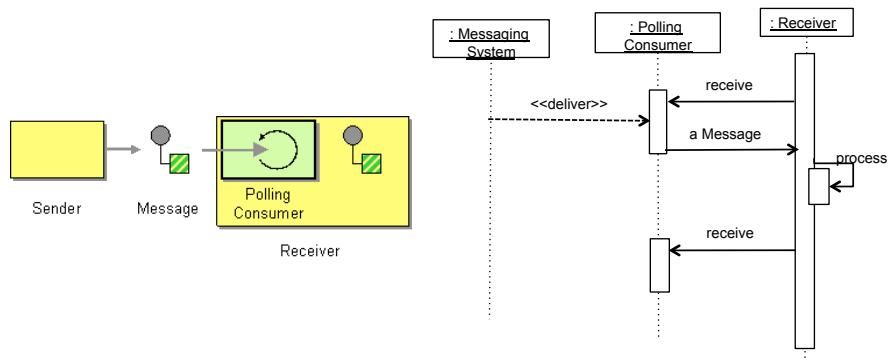 Sender
Message
Polling
Consumer
Receiver
: Messaging
System
: Polling
Consumer
: Receiver
receive
<<deliver>>
a Message
process
receive